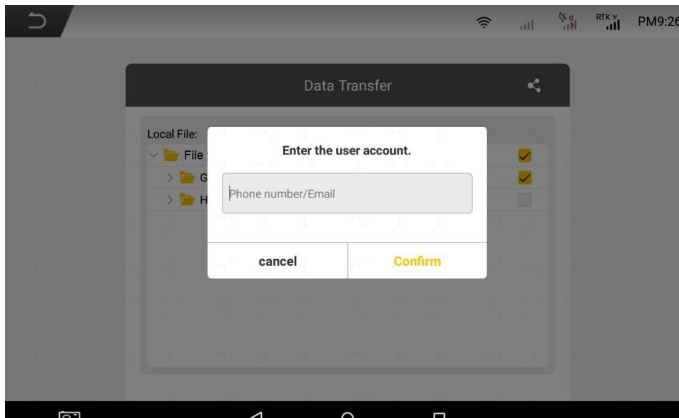 RTK
PM9:26
Data Transfer
Local File:
File
G
H
Enter the user account.
Phone number/Email
cancel
Confirm